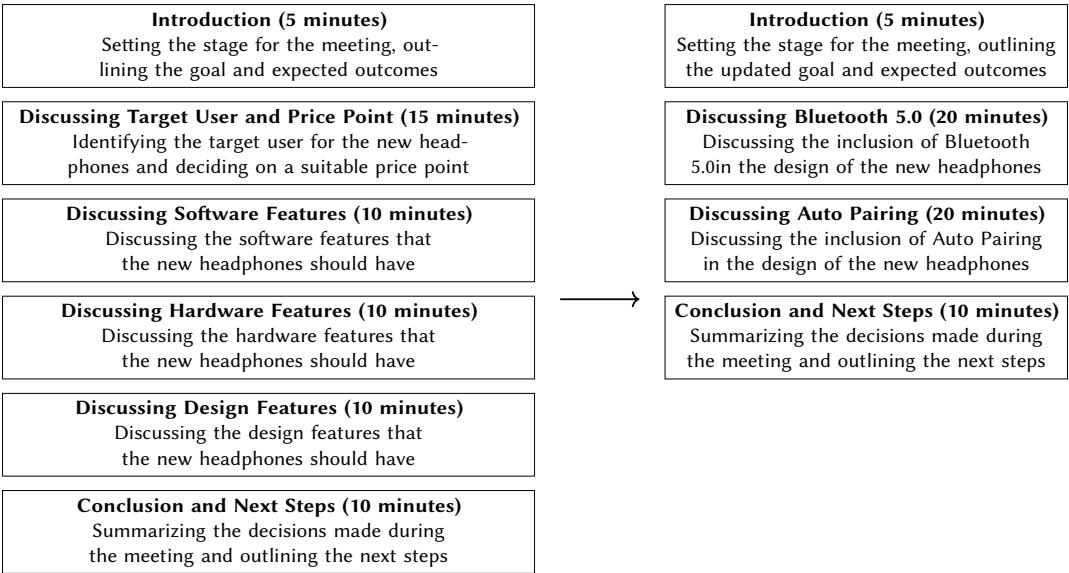 Introduction (5 minutes)
Setting the stage for the meeting, out-
lining the goal and expected outcomes
Discussing Target User and Price Point (15 minutes)
Identifying the target user for the new head-
phones and deciding on a suitable price point
Discussing Software Features (10 minutes)
Discussing the software features that
the new headphones should have
Discussing Hardware Features (10 minutes)
Discussing the hardware features that
the new headphones should have
Discussing Design Features (10 minutes)
Discussing the design features that
the new headphones should have
Conclusion and Next Steps (10 minutes)
Summarizing the decisions made during
the meeting and outlining the next steps
Introduction (5 minutes)
Setting the stage for the meeting, outlining
the updated goal and expected outcomes
Discussing Bluetooth 5.0 (20 minutes)
Discussing the inclusion of Bluetooth
5.0in the design of the new headphones
Discussing Auto Pairing (20 minutes)
Discussing the inclusion of Auto Pairing
in the design of the new headphones
Conclusion and Next Steps (10 minutes)
Summarizing the decisions made during
the meeting and outlining the next steps